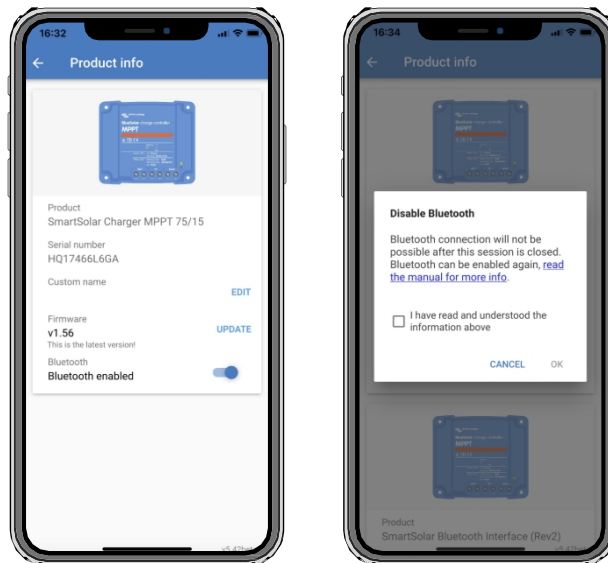 16:32
Product info
MPPT
Product
SmartSolar Charger MPPT 75/15
Serial number
HQ17466L6GA
Custom name
EDIT
Firmware
v1.56
UPDATE
This is the latest version!
Bluetooth
Bluetooth enabled
16:34
Product info
Disable Bluetooth
Bluetooth connection will not be
possible after this session is closed.
Bluetooth can be enabled again, read
the manual for more info.
I have read and understood the
information above
CANCEL
OK
MPPT
Product
SmartSolar Bluetooth Interface (Rev2)